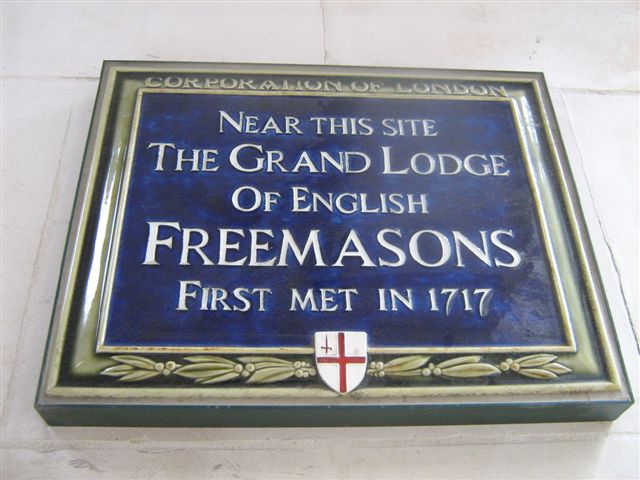 CORPORATION OF LONDON
NEAR THIS SITE
THE GRAND LODGE
OF ENGLISH
FREEMASONS
FIRST MET IN 1717